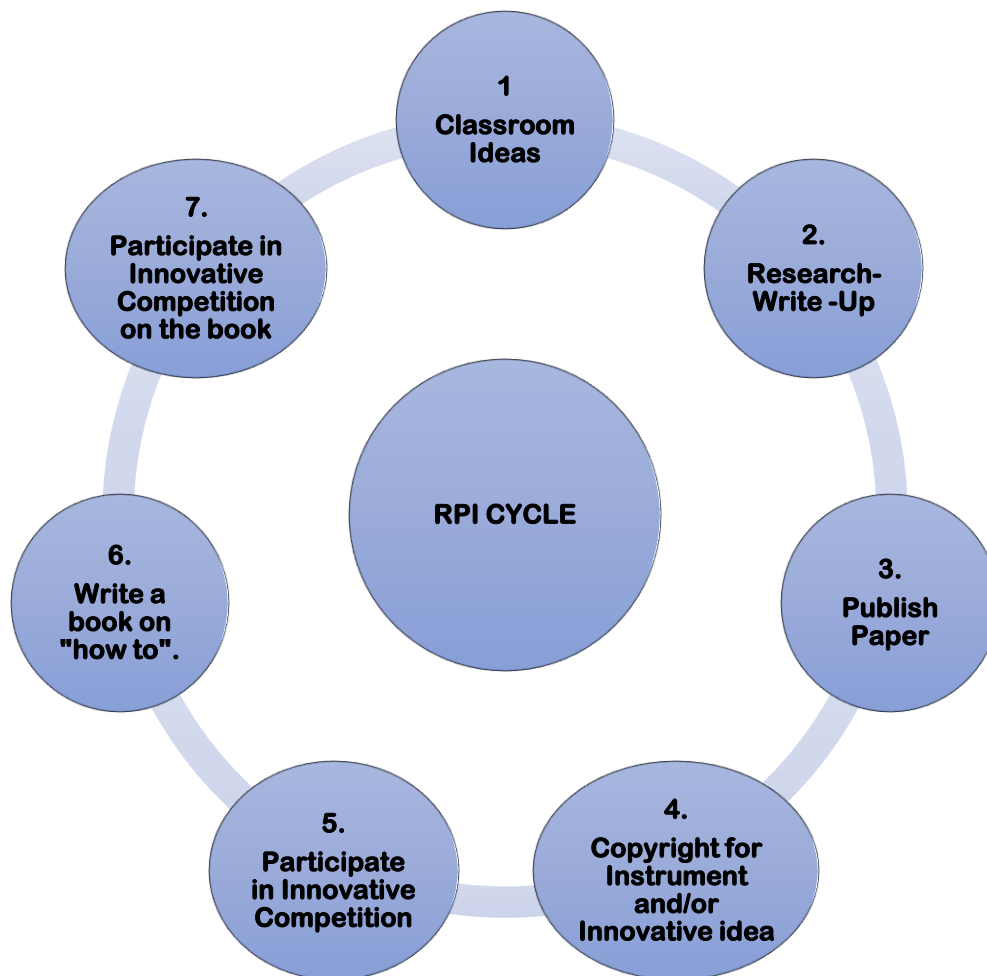 1
Classroom
Ideas
2.
Research-
Write -Up
3.
Publish
Paper
4.
Copyright for
Instrument
and/or
Innovative idea
5.
Participate
in Innovative
Competition
6.
Write a
book on
"how to".
7.
Participate in
Innovative
Competition
on the book
RPI CYCLE